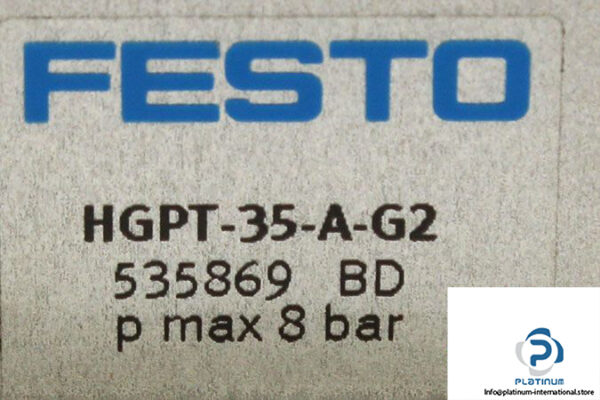 FESTO
HGPT-35-A-G2
535869 BD
p max 8 bar
PLATINUM
Info@platinum-international.store